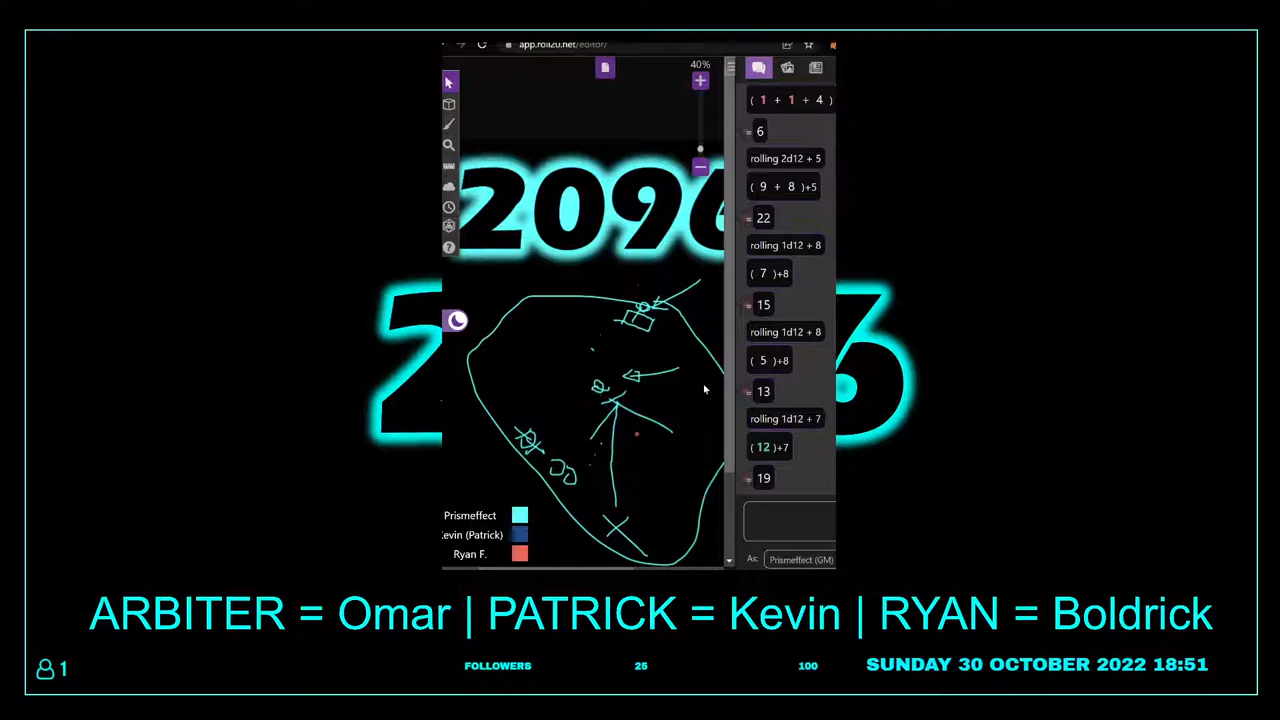 app.roll20.net/editor/
40%
( 1 + 1 + 4 )
= 6
rolling 2d12 + 5
( 9 + 8 )+5
= 22
rolling 1d12 + 8
( 7 )+8
= 15
rolling 1d12 + 8
( 5 )+8
= 13
rolling 1d12 + 7
( 12 )+7
= 19
2096
Prismeffect
Kevin (Patrick)
Ryan F.
As: Prismeffect (GM)
ARBITER = Omar | PATRICK = Kevin | RYAN = Boldrick
1
FOLLOWERS 25 100
SUNDAY 30 OCTOBER 2022 18:51